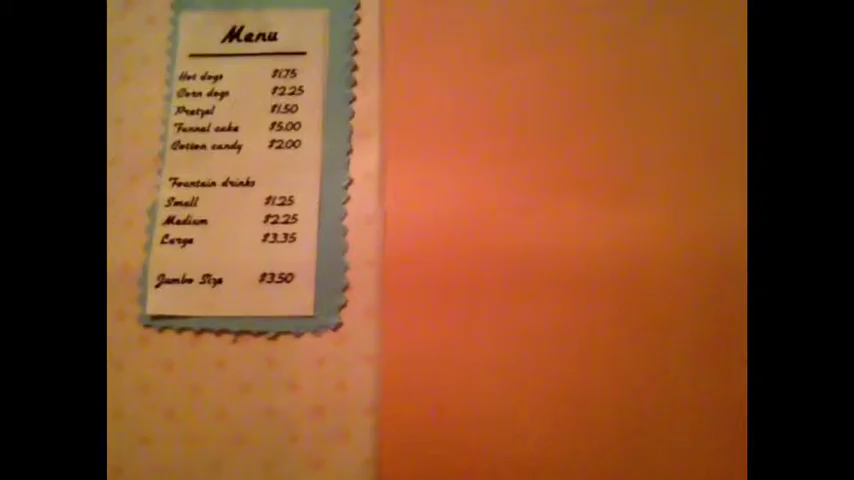 Menu
Hot dogs $1.75
Corn dogs $2.25
Pretzel $1.50
Funnel cake $5.00
Cotton candy $2.00
Fountain drinks
Small $1.25
Medium $2.25
Large $3.35
Jumbo Size $3.50